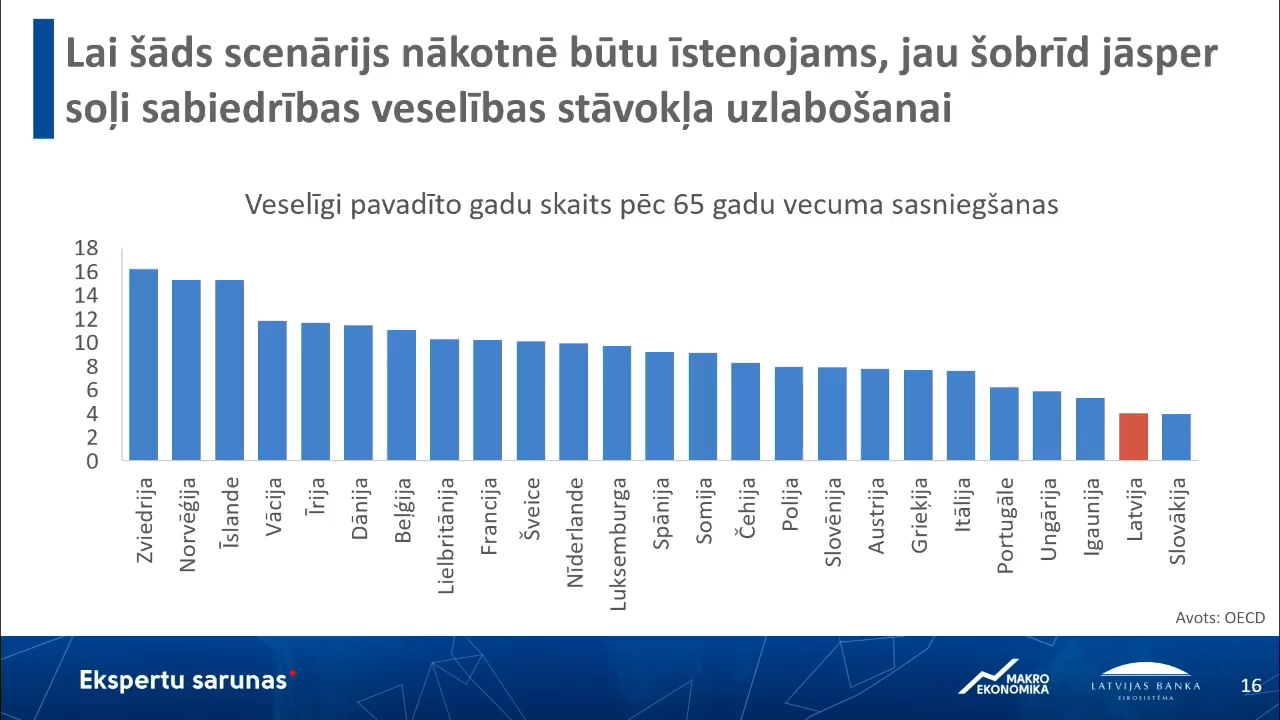 Lai šāds scenārijs nākotnē būtu īstenojams, jau šobrīd jāsper
soļi sabiedrības veselības stāvokļa uzlabošanai
Veselīgi pavadīto gadu skaits pēc 65 gadu vecuma sasniegšanas
18
16
14
12
10
8
6
4
2
0
Zviedrija
Norvēģija
Īslande
Vācija
Īrija
Dānija
Beļģija
Lielbritānija
Francija
Šveice
Nīderlande
Luksemburga
Spānija
Somija
Čehija
Polija
Slovēnija
Austrija
Grieķija
Itālija
Portugāle
Ungārija
Igaunija
Latvija
Slovākija
Avots: OECD
Ekspertu sarunas
MAKRO
EKONOMIKA
LATVIJAS BANKA
EIROSISTĒMA
16